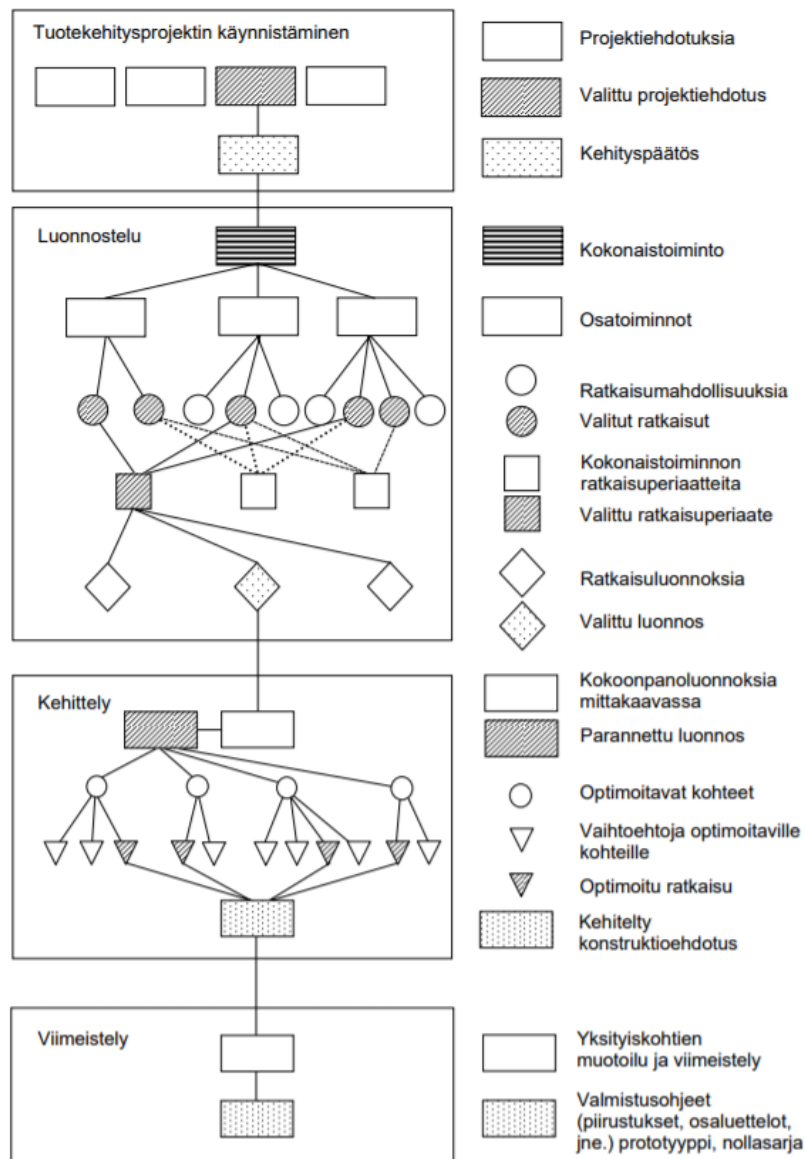 Tuotekehitysprojektin käynnistäminen
Projektiehdotuksia
Valittu projektiehdotus
Kehityspäätös
Luonnostelu
Kokonaistoiminto
Osatoiminnot
Ratkaisumahdollisuuksia
Valitut ratkaisut
Kokonaistoiminnon
ratkaisuperiaatteita
Valittu ratkaisuperiaate
Ratkaisuluonnoksia
Valittu luonnos
Kehittely
Kokoonpanoluonnoksia
mittakaavassa
Parannettu luonnos
Optimoitavat kohteet
Vaihtoehtoja optimoitaville
kohteille
Optimoitu ratkaisu
Kehitelty
konstruktioehdotus
Viimeistely
Yksityiskohtien
muotoilu ja viimeistely
Valmistusohjeet
(piirustukset, osaluettelot,
jne.) prototyyppi, nollasarja